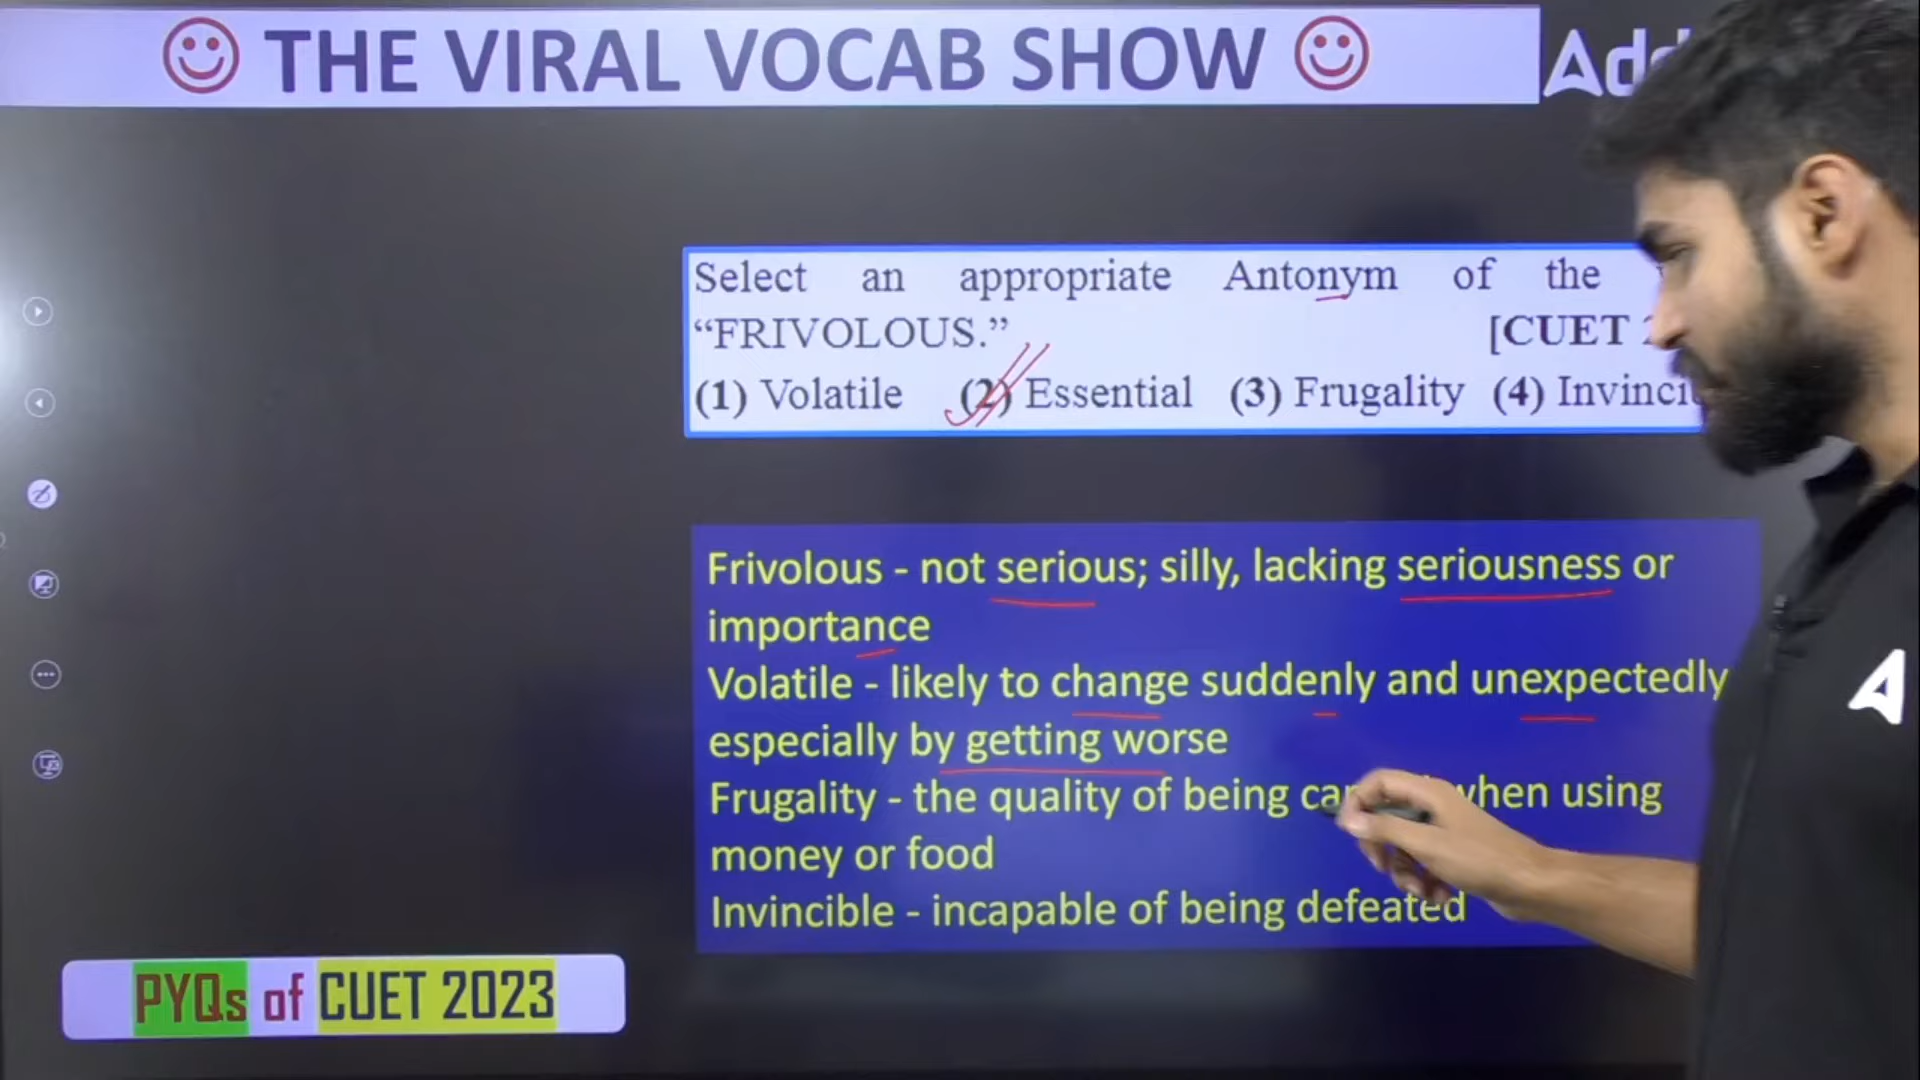 THE VIRAL VOCAB SHOW
Select an appropriate Antonym of the
“FRIVOLOUS.” [CUET
(1) Volatile (2) Essential (3) Frugality (4)
Frivolous - not serious; silly, lacking seriousness or
importance
Volatile - likely to change suddenly and unexpectedly
especially by getting worse
Frugality - the quality of being when using
money or food
Invincible - incapable of being defeated
PYQs of CUET 2023